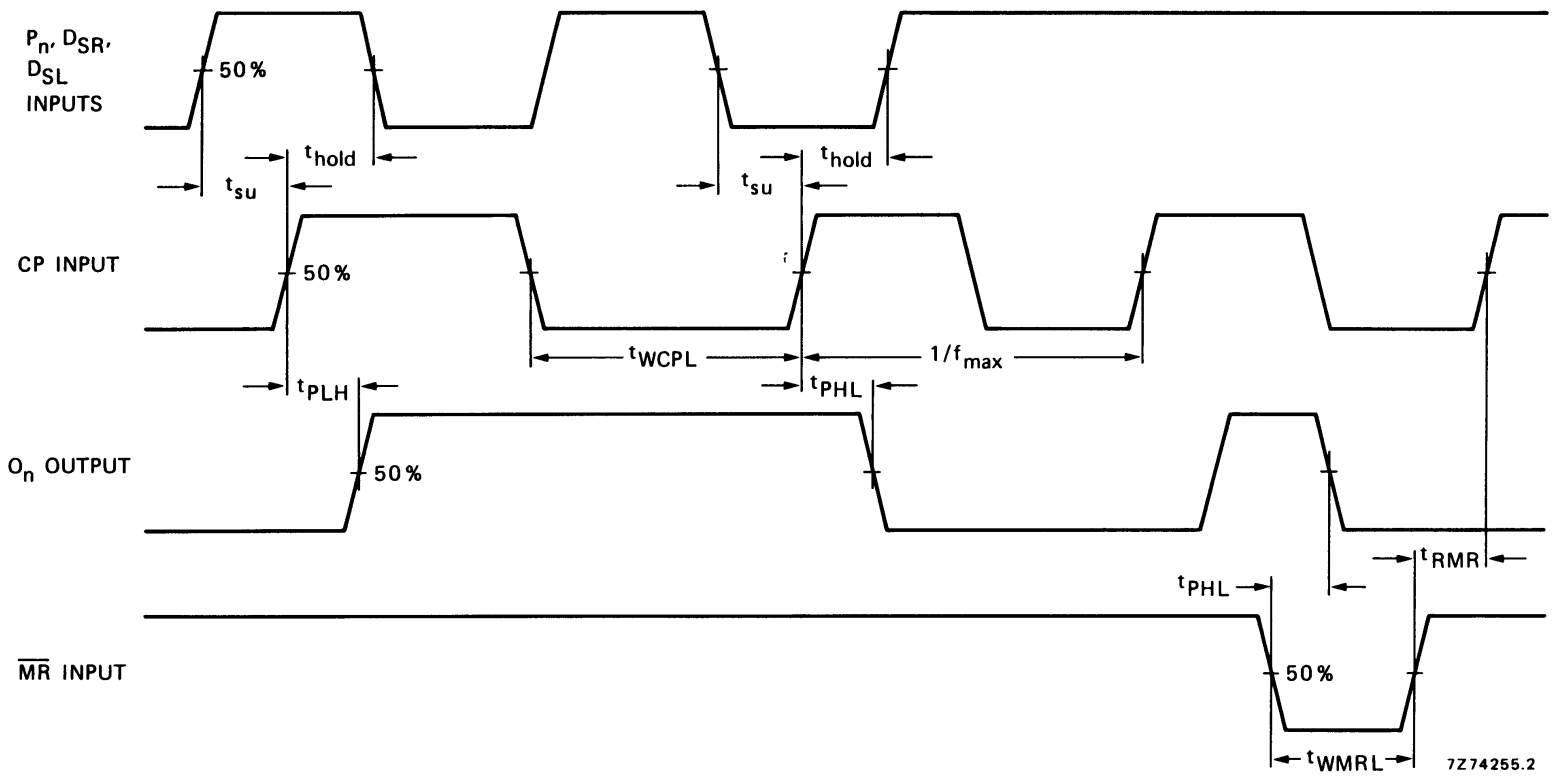 Pn, DSR,
DSL
INPUTS
50%
thold
thold
tsu
tsu
CP INPUT
50%
tWCPL
1/fmax
tPLH
tPHL
On OUTPUT
50%
tRMR
tPHL
MR INPUT
50%
tWMRL
7Z74255.2